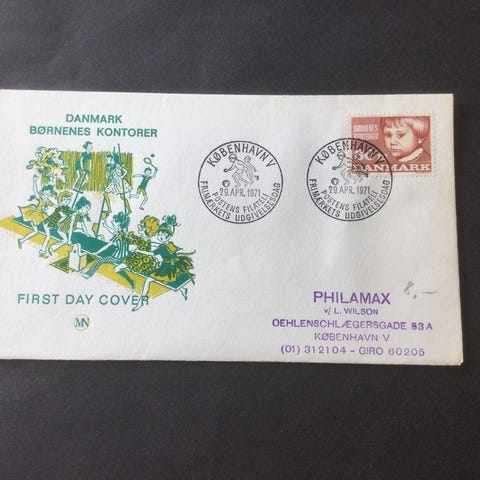 DANMARK
BØRNENES KONTORER
FIRST DAY COVER
MN
KØBENHAVN V
29.APR.1971
POSTENS FILATELI
FRIMÆRKETS UDGIVELSESDAG
KØBENHAVN V
29.APR.1971
POSTENS FILATELI
FRIMÆRKETS UDGIVELSESDAG
BØRNENES
KONTORER
DANMARK
8,-
PHILAMAX
v/ L. WILSON
OEHLENSCHLÆGERSGADE 53 A
KØBENHAVN V
(01) 312104 - GIRO 60205